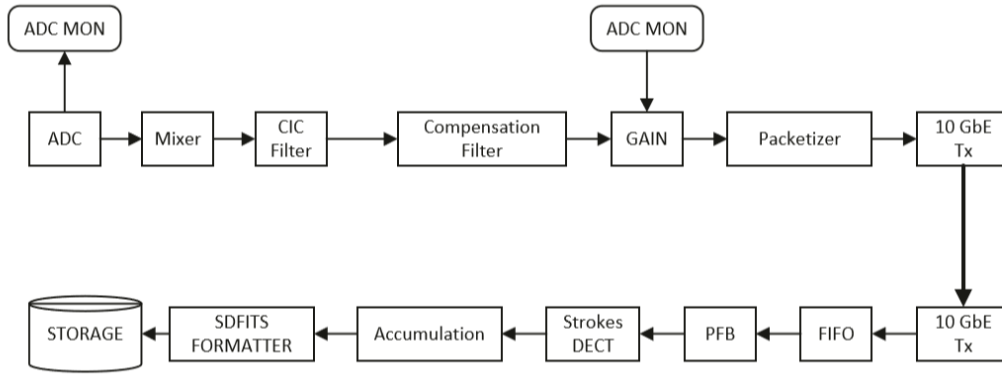 ADC MON
ADC MON
ADC
Mixer
CIC
Filter
Compensation
Filter
GAIN
Packetizer
10 GbE
Tx
STORAGE
SDFITS
FORMATTER
Accumulation
Strokes
DECT
PFB
FIFO
10 GbE
Tx